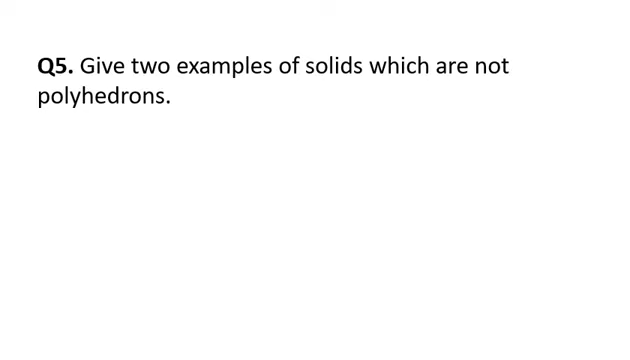 Q5. Give two examples of solids which are not
polyhedrons.